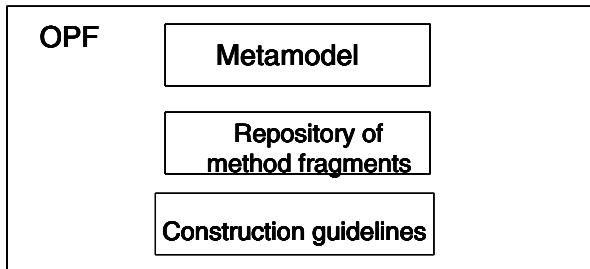 OPF
Metamodel
Repository of
method fragments
Construction guidelines